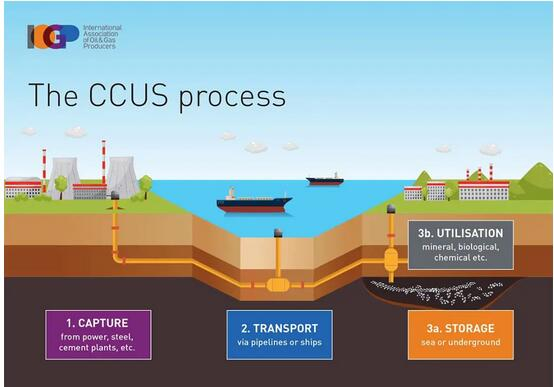 IOGP
International
Association
of Oil & Gas
Producers
The CCUS process
3b. UTILISATION
mineral, biological,
chemical etc.
1. CAPTURE
from power, steel,
cement plants, etc.
2. TRANSPORT
via pipelines or ships
3a. STORAGE
sea or underground